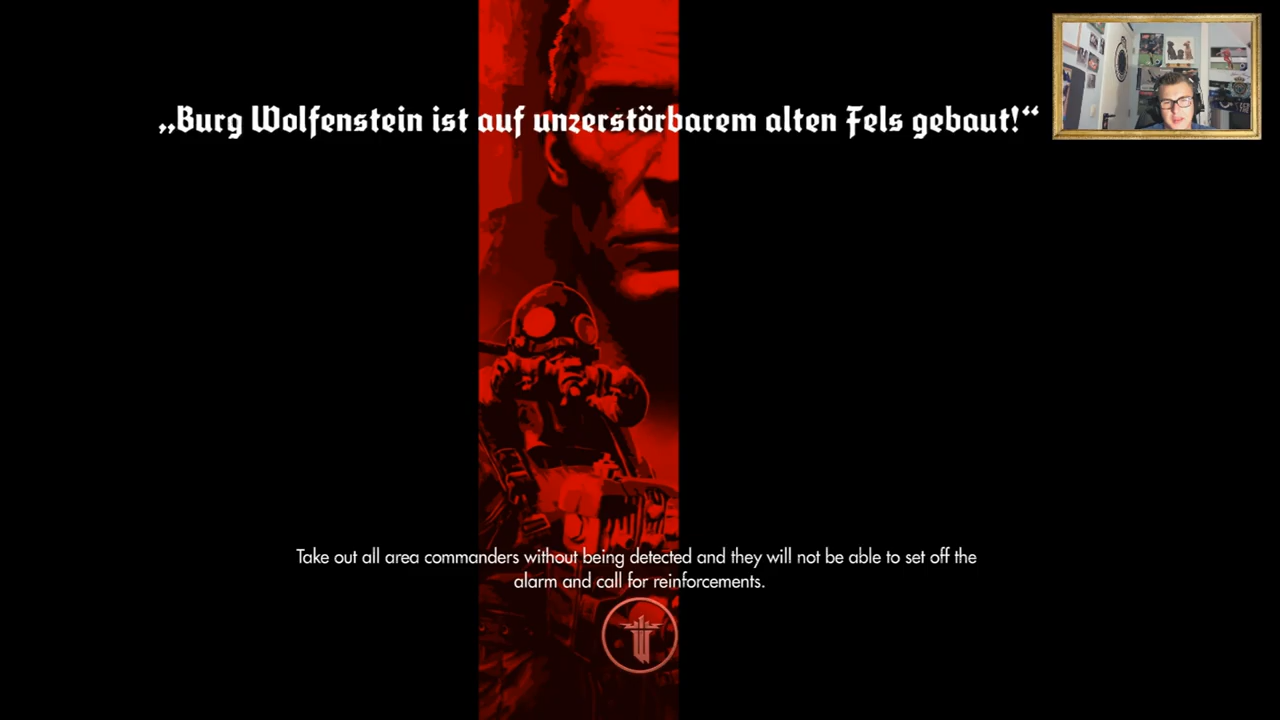 „Burg Wolfenstein ist auf unzerstörbarem alten Fels gebaut!“
Take out all area commanders without being detected and they will not be able to set off the
alarm and call for reinforcements.